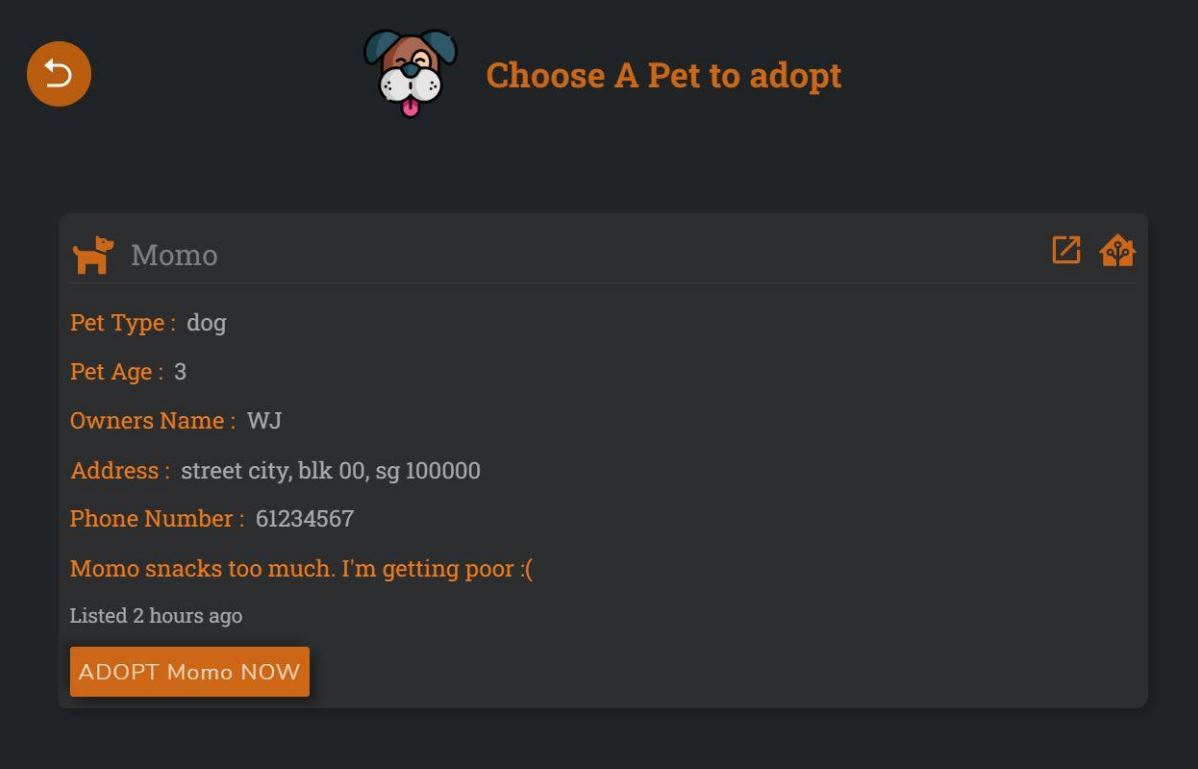 Choose A Pet to adopt
Momo
Pet Type : dog
Pet Age : 3
Owners Name : WJ
Address : street city, blk 00, sg 100000
Phone Number : 61234567
Momo snacks too much. I'm getting poor :(
Listed 2 hours ago
ADOPT Momo NOW